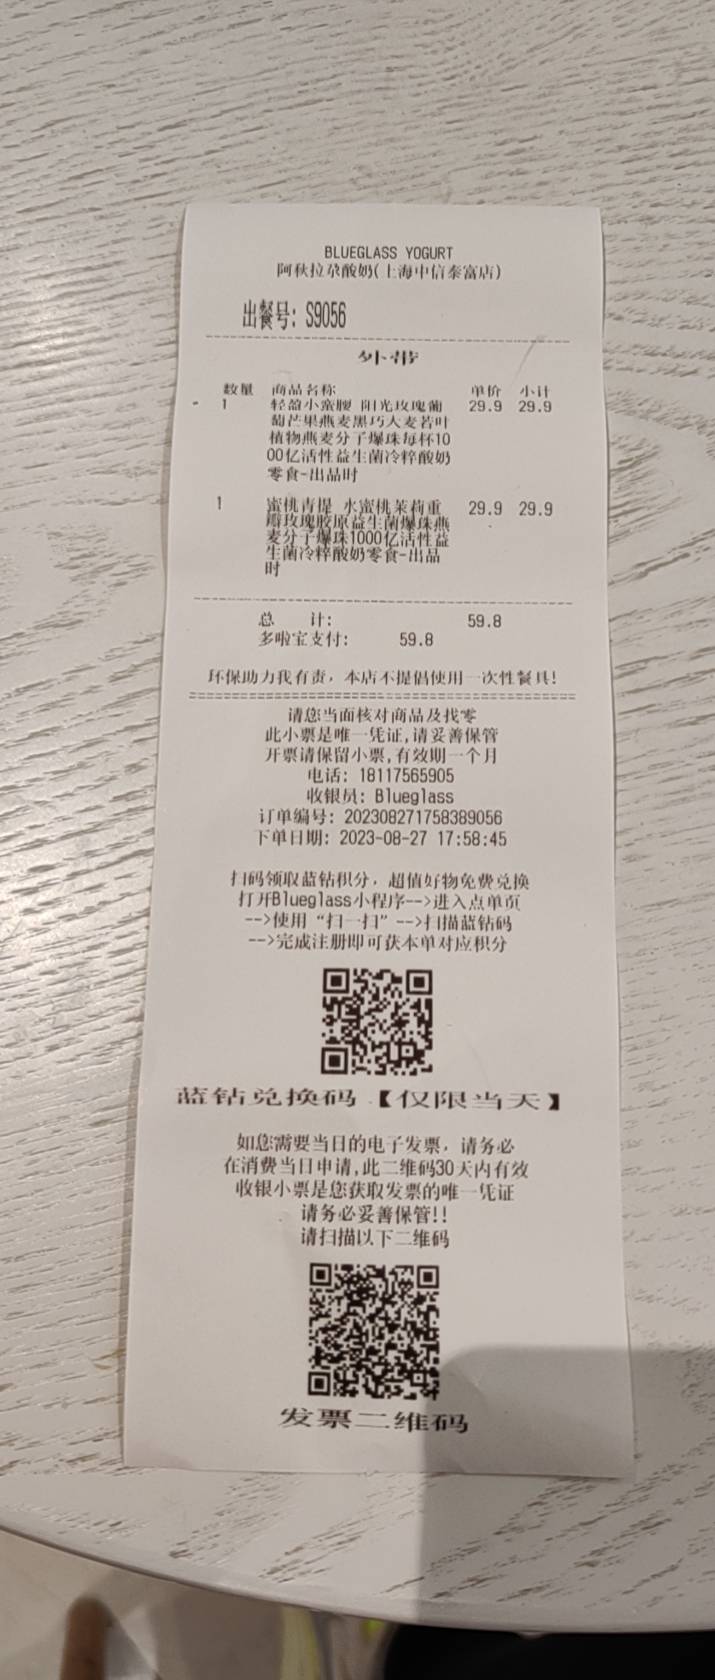 BLUEGLASS YOGURT
阿秋拉尕酸奶(上海中信泰富店)
出餐号: S9056
外带
数量 商品名称 单价 小计
1 轻盈小蛮腰 阳光玫瑰葡 29.9 29.9
萄芒果燕麦黑巧大麦若叶
植物燕麦分子爆珠每杯10
00亿活性益生菌冷粹酸奶
零食-出品时
1 蜜桃青提 水蜜桃茉莉重 29.9 29.9
瓣玫瑰胶原益生菌爆珠燕
麦分子爆珠1000亿活性益
生菌冷粹酸奶零食-出品
时
总 计: 59.8
多啦宝支付: 59.8
环保助力我有责，本店不提倡使用一次性餐具!
请您当面核对商品及找零
此小票是唯一凭证,请妥善保管
开票请保留小票,有效期一个月
电话: 18117565905
收银员: Blueglass
订单编号: 202308271758389056
下单日期: 2023-08-27 17:58:45
扫码领取蓝钻积分，超值好物免费兑换
打开Blueglass小程序-->进入点单页
-->使用“扫一扫”-->扫描蓝钻码
-->完成注册即可获本单对应积分
蓝钻兑换码【仅限当天】
如您需要当日的电子发票，请务必
在消费当日申请,此二维码30天内有效
收银小票是您获取发票的唯一凭证
请务必妥善保管!!
请扫描以下二维码
发票二维码